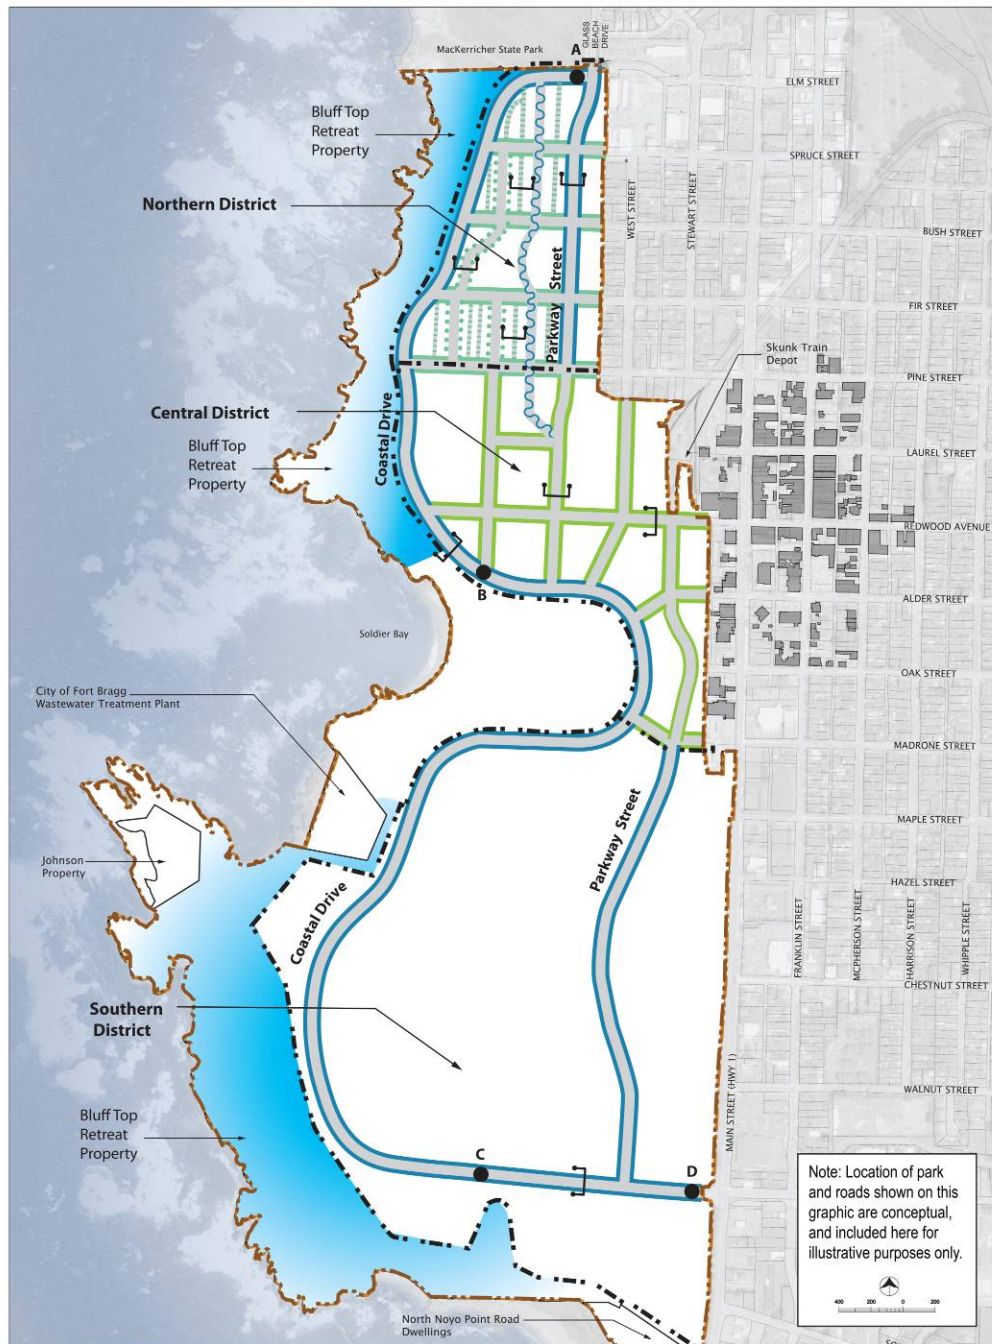 MacKerricher State Park
A
GLASS
BEACH
DRIVE
ELM STREET
Bluff Top
Retreat
Property
SPRUCE STREET
Northern District
WEST STREET
STEWART STREET
BUSH STREET
Parkway Street
FIR STREET
Skunk Train
Depot
PINE STREET
Central District
Coastal Drive
Bluff Top
Retreat
Property
LAUREL STREET
REDWOOD AVENUE
B
ALDER STREET
Soldier Bay
OAK STREET
City of Fort Bragg
Wastewater Treatment Plant
MADRONE STREET
Parkway Street
MAPLE STREET
Johnson
Property
HAZEL STREET
Coastal Drive
FRANKLIN STREET
MCPHERSON STREET
HARRISON STREET
WHIPPLE STREET
CHESTNUT STREET
Southern
District
MAIN STREET (HWY 1)
WALNUT STREET
Bluff Top
Retreat
Property
C
D
Note: Location of park
and roads shown on this
graphic are conceptual,
and included here for
illustrative purposes only.
400 200 0 200
North Noyo Point Road
Dwellings